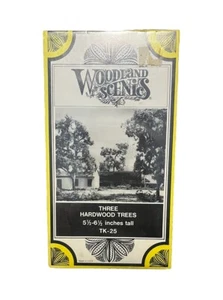 WOODLAND
SCENICS
THREE
HARDWOOD TREES
5½-6½ inches tall
TK-25